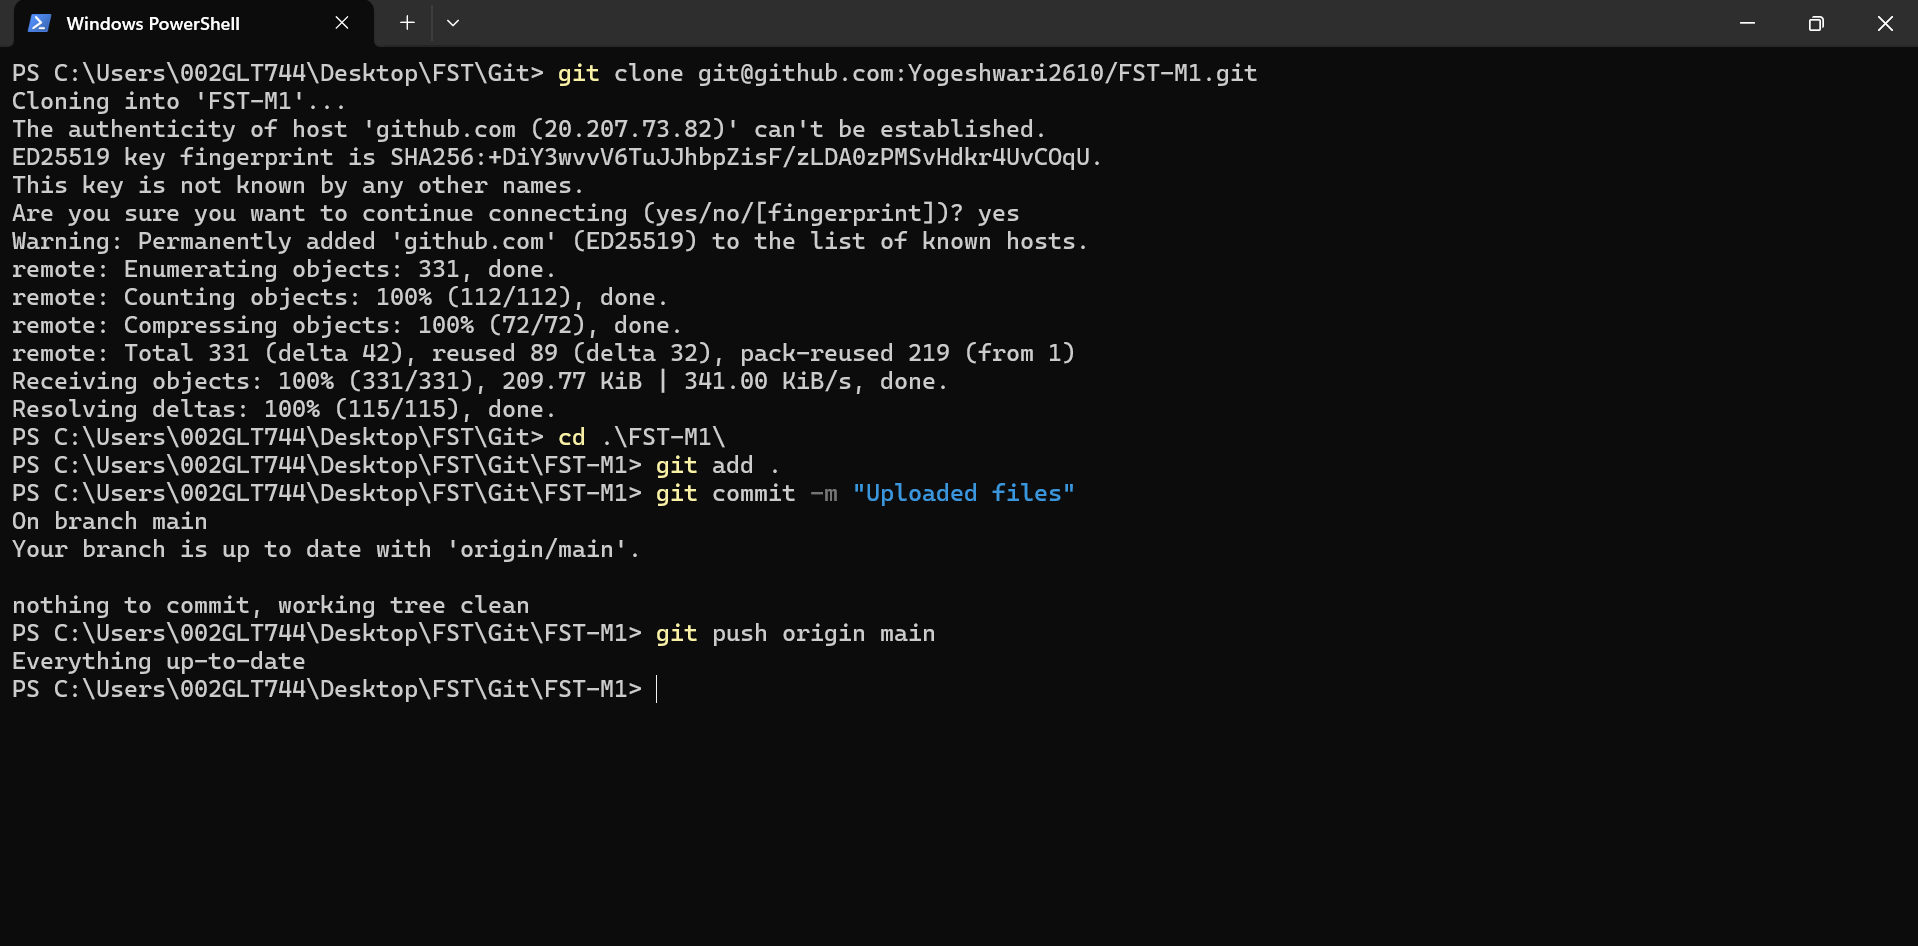 Windows PowerShell
PS C:\Users\002GLT744\Desktop\FST\Git> git clone git@github.com:Yogeshwari2610/FST-M1.git
Cloning into 'FST-M1'...
The authenticity of host 'github.com (20.207.73.82)' can't be established.
ED25519 key fingerprint is SHA256:+DiY3wvvV6TuJJhbpZisF/zLDA0zPMSvHdkr4UvCOqU.
This key is not known by any other names.
Are you sure you want to continue connecting (yes/no/[fingerprint])? yes
Warning: Permanently added 'github.com' (ED25519) to the list of known hosts.
remote: Enumerating objects: 331, done.
remote: Counting objects: 100% (112/112), done.
remote: Compressing objects: 100% (72/72), done.
remote: Total 331 (delta 42), reused 89 (delta 32), pack-reused 219 (from 1)
Receiving objects: 100% (331/331), 209.77 KiB | 341.00 KiB/s, done.
Resolving deltas: 100% (115/115), done.
PS C:\Users\002GLT744\Desktop\FST\Git> cd .\FST-M1\
PS C:\Users\002GLT744\Desktop\FST\Git\FST-M1> git add .
PS C:\Users\002GLT744\Desktop\FST\Git\FST-M1> git commit -m "Uploaded files"
On branch main
Your branch is up to date with 'origin/main'.

nothing to commit, working tree clean
PS C:\Users\002GLT744\Desktop\FST\Git\FST-M1> git push origin main
Everything up-to-date
PS C:\Users\002GLT744\Desktop\FST\Git\FST-M1>